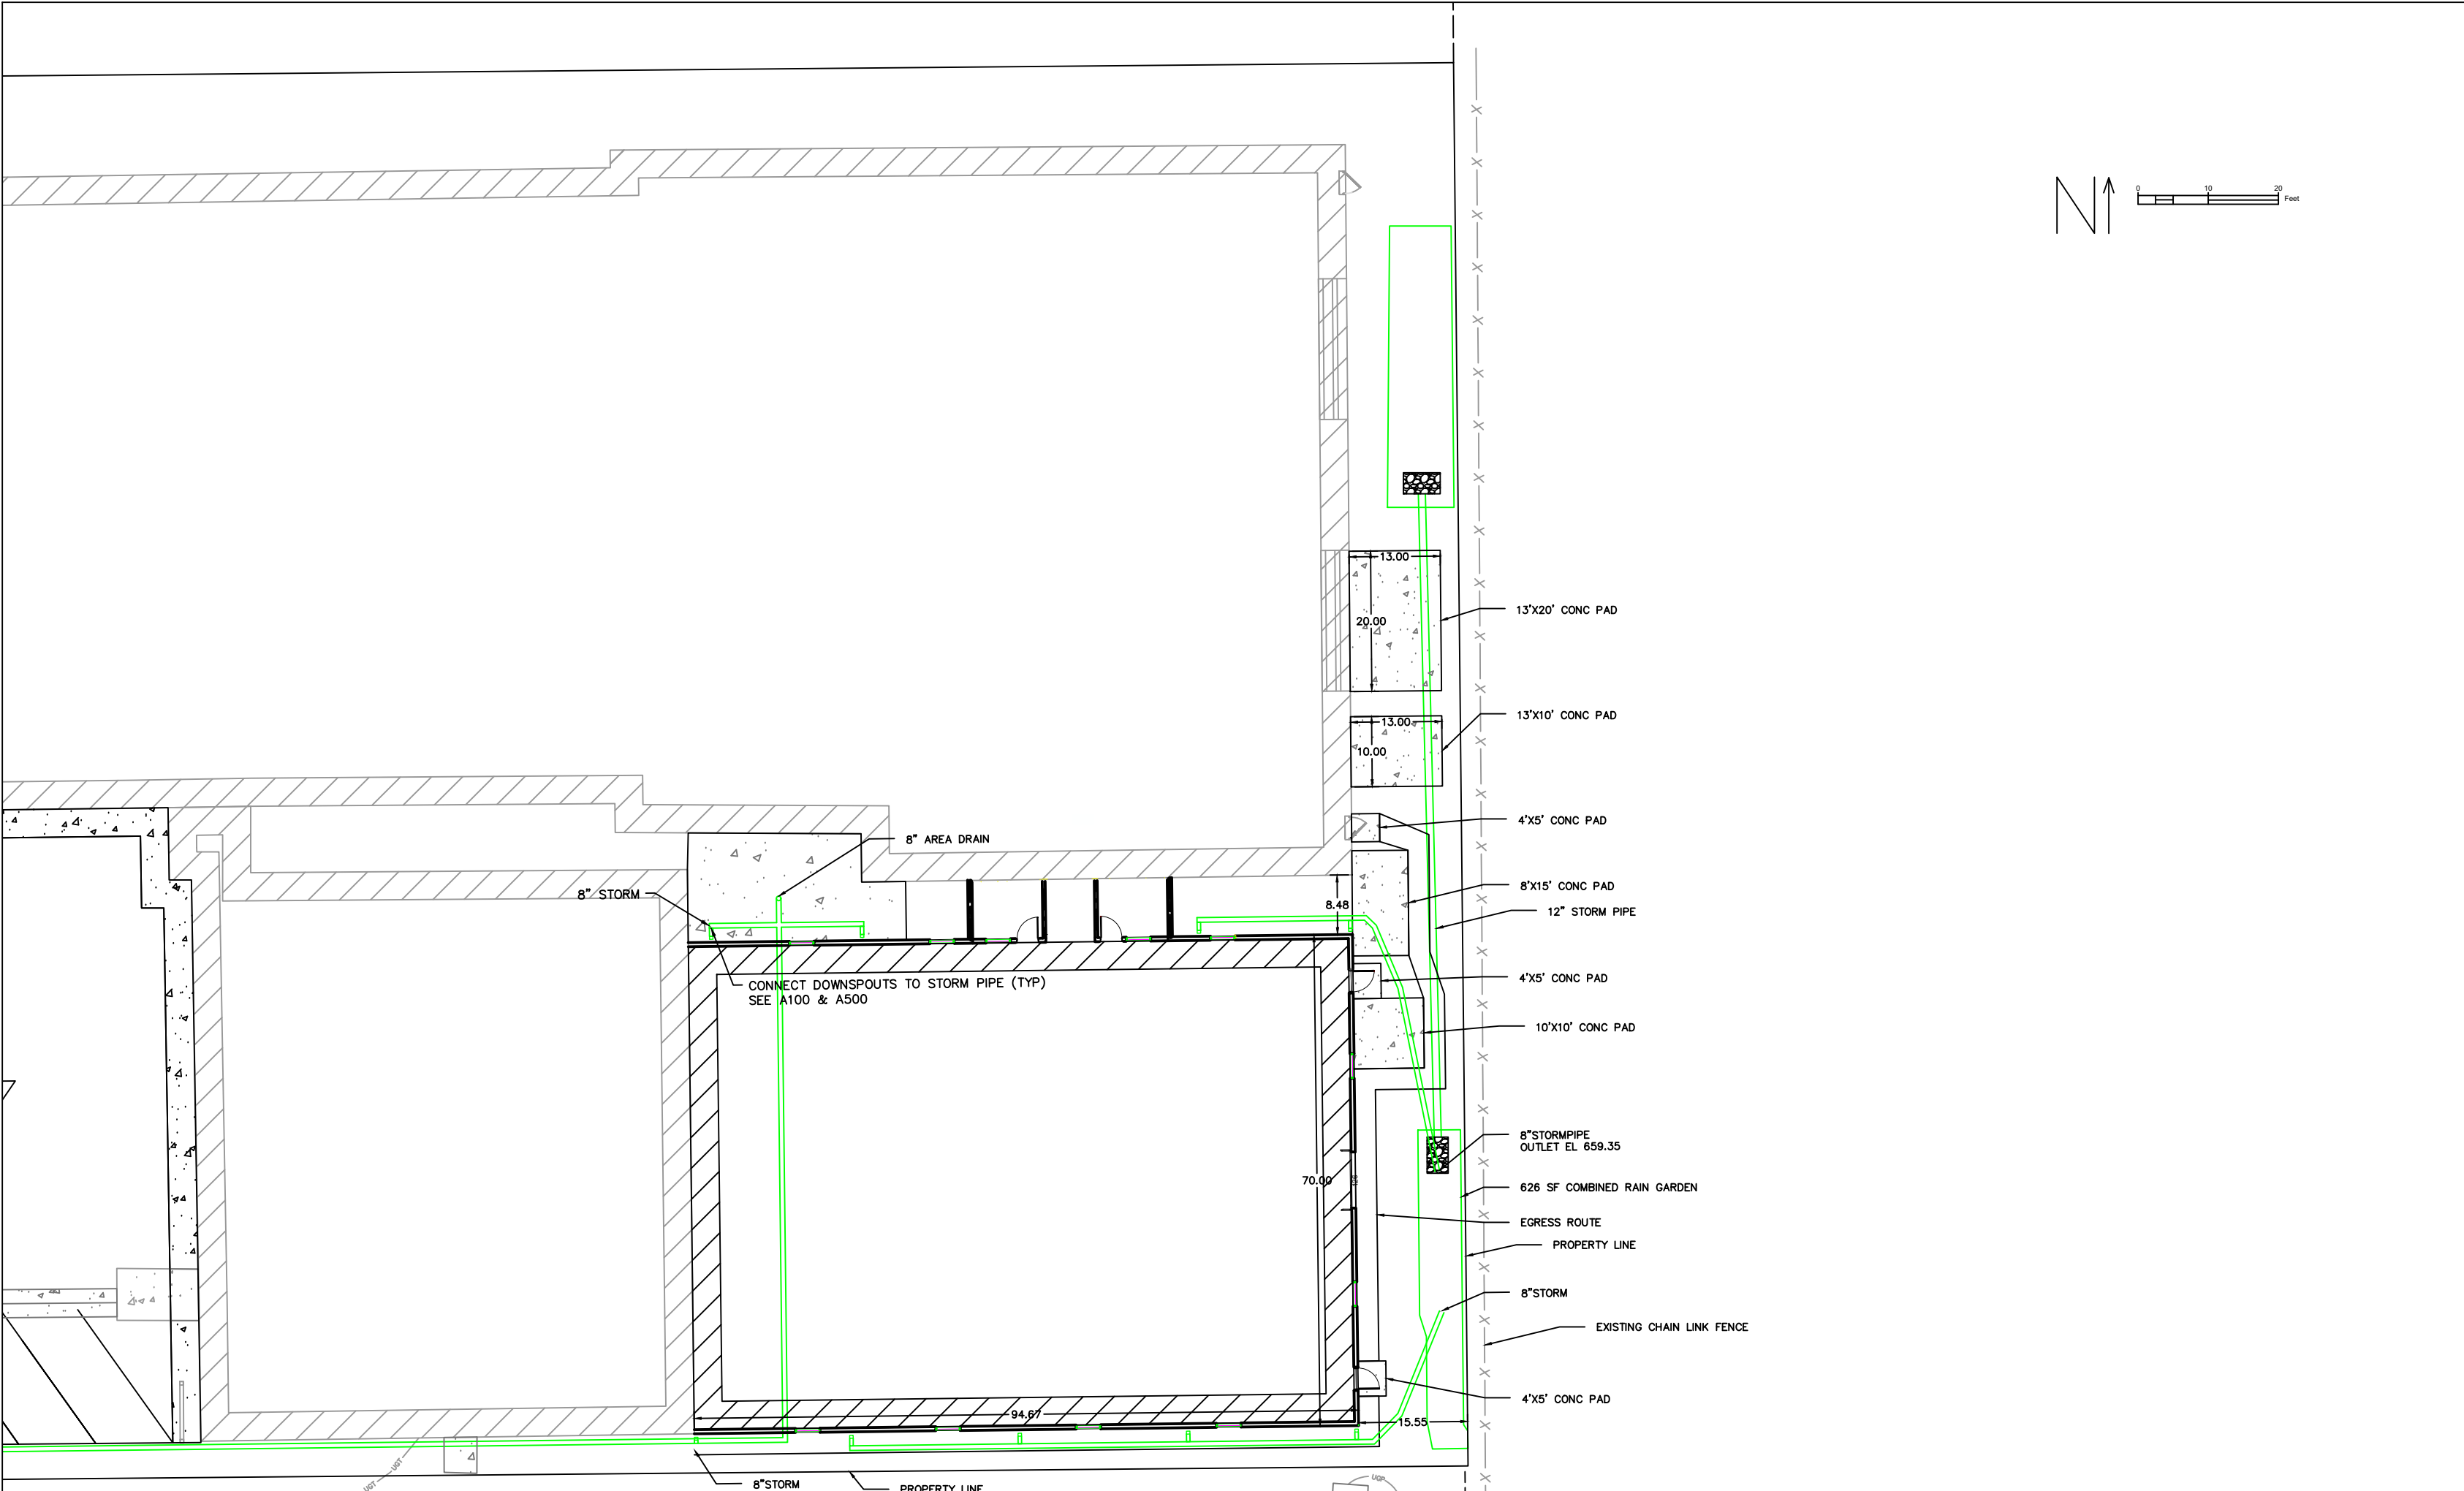 N
0 10 20
Feet
13.00
20.00
13'X20' CONC PAD
13.00
10.00
13'X10' CONC PAD
4'X5' CONC PAD
8" AREA DRAIN
8" STORM
8'X15' CONC PAD
8.48
12" STORM PIPE
CONNECT DOWNSPOUTS TO STORM PIPE (TYP)
SEE A100 & A500
4'X5' CONC PAD
10'X10' CONC PAD
8"STORMPIPE
OUTLET EL 659.35
70.00
626 SF COMBINED RAIN GARDEN
EGRESS ROUTE
PROPERTY LINE
8"STORM
EXISTING CHAIN LINK FENCE
4'X5' CONC PAD
94.67
15.55
UGT
UGT
UGP
8"STORM
PROPERTY LINE